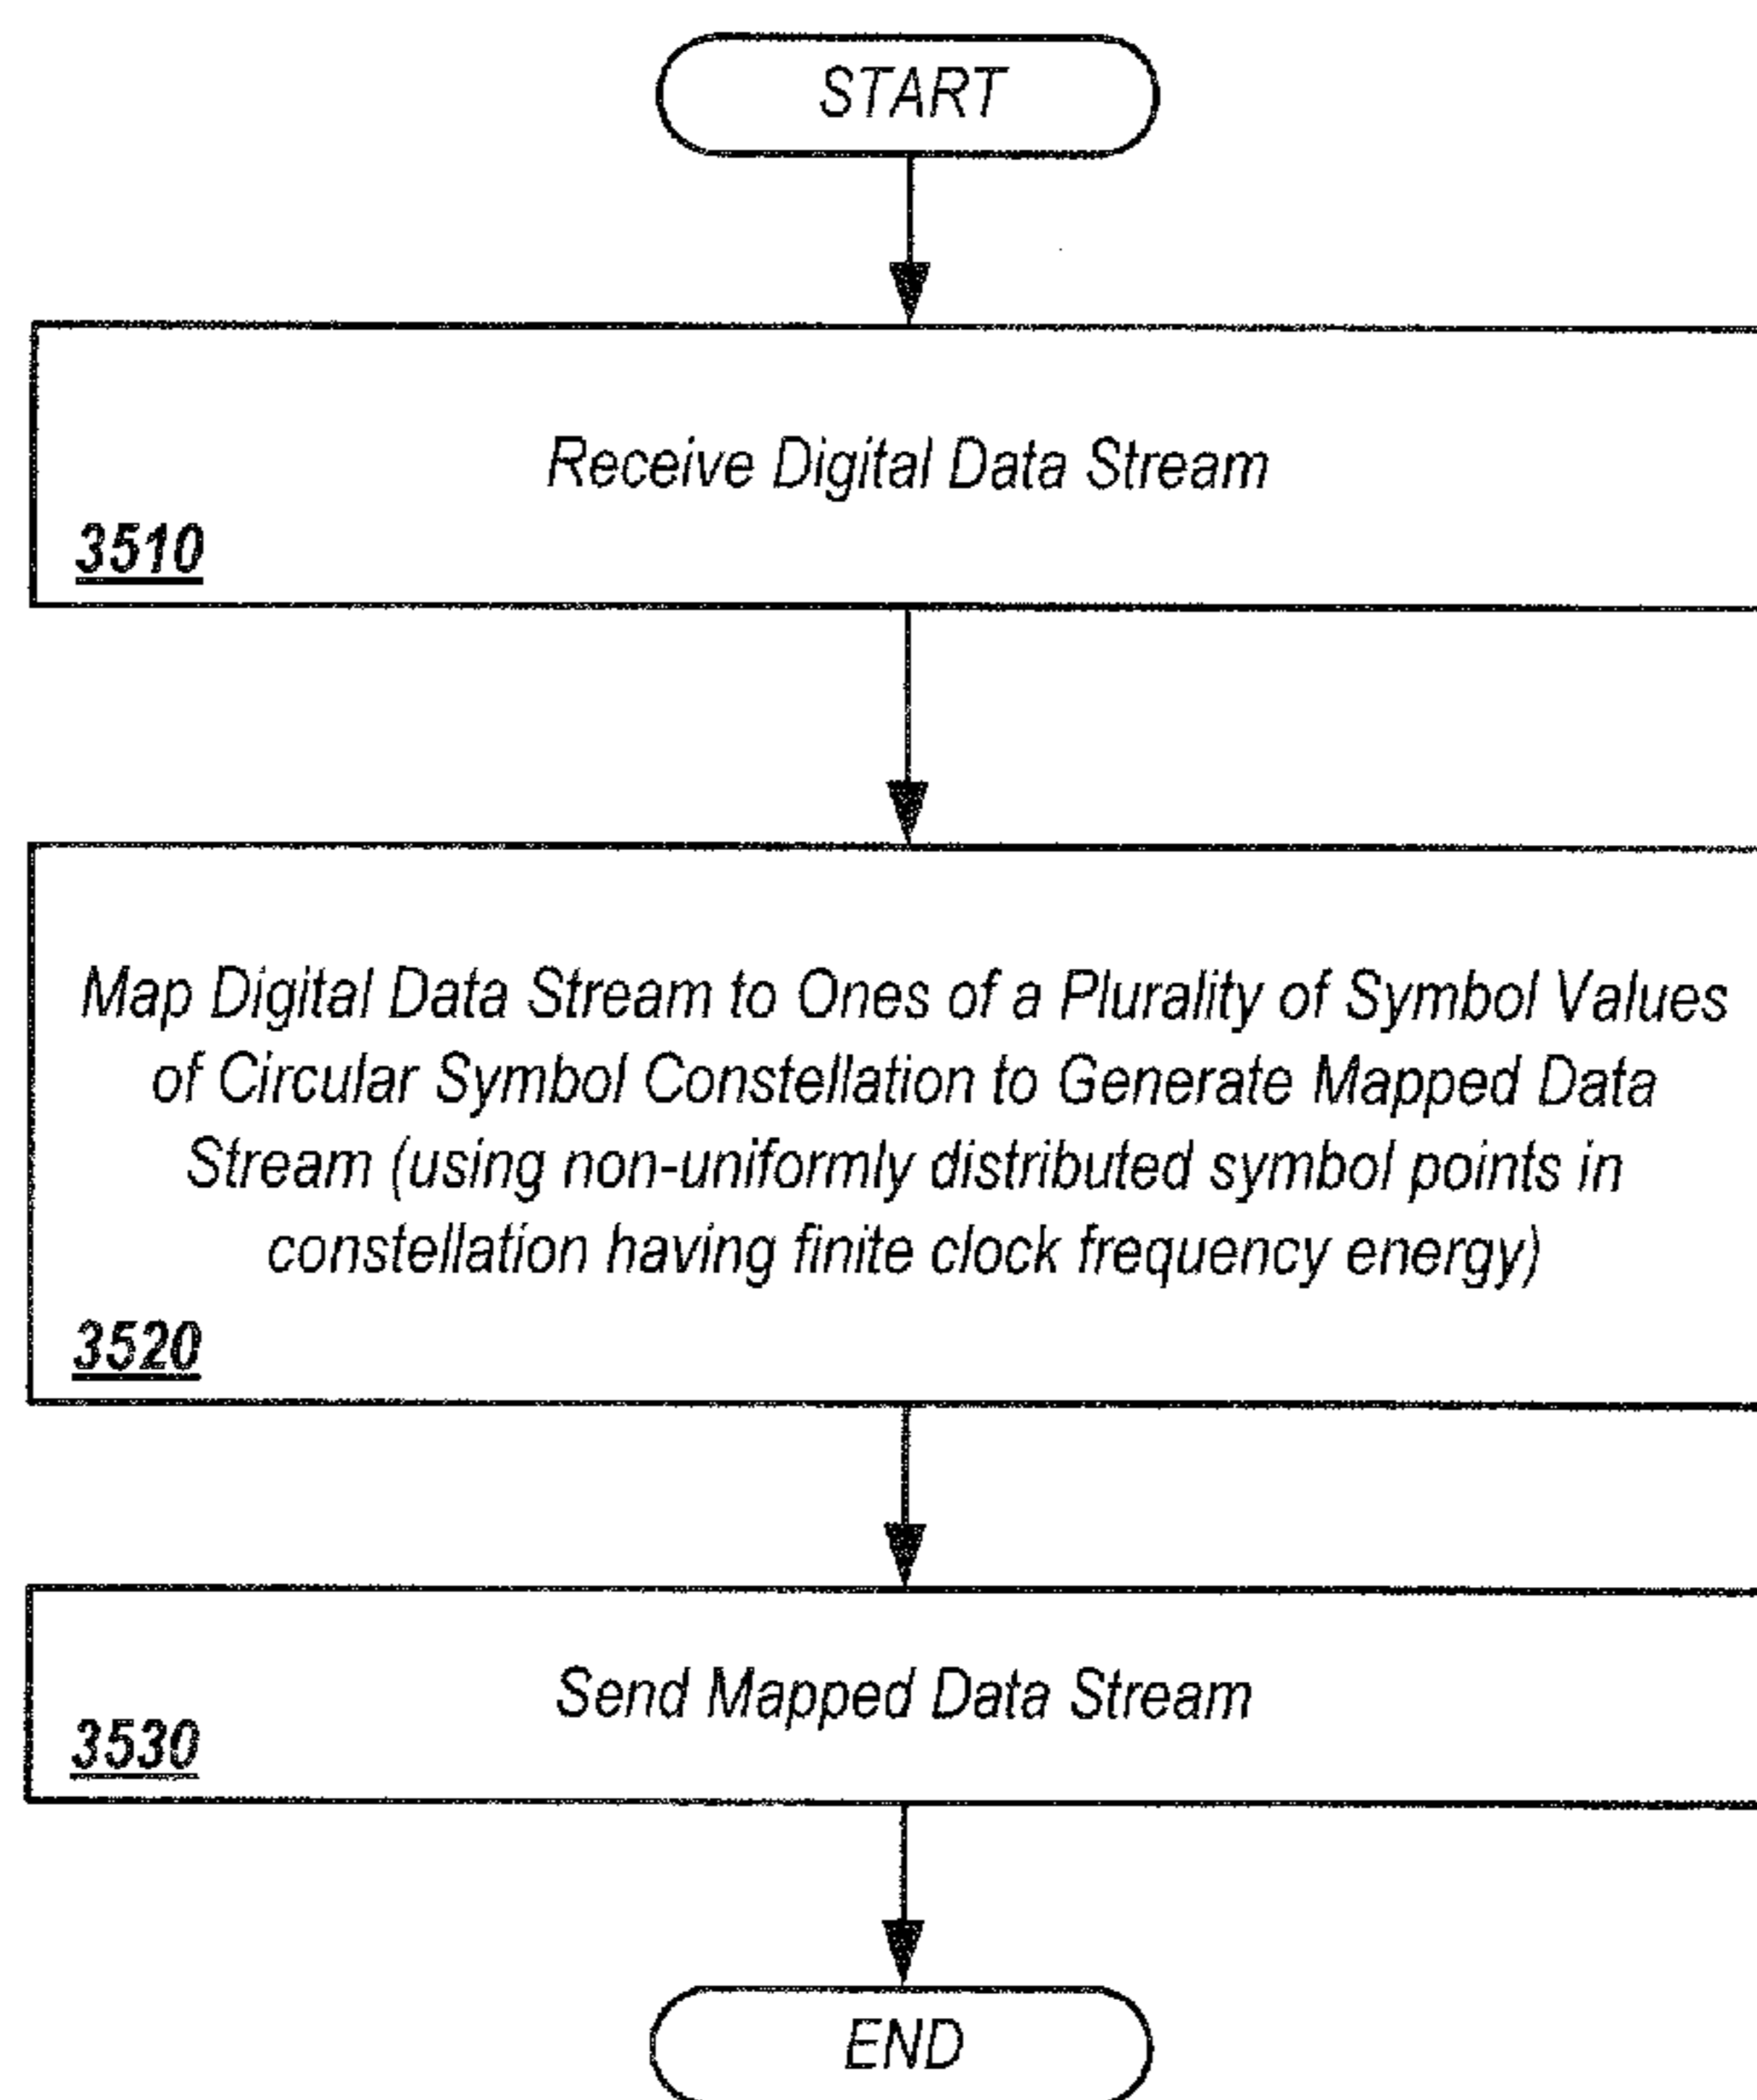 START
Receive Digital Data Stream
3510
Map Digital Data Stream to Ones of a Plurality of Symbol Values
of Circular Symbol Constellation to Generate Mapped Data
Stream (using non-uniformly distributed symbol points in
constellation having finite clock frequency energy)
3520
Send Mapped Data Stream
3530
END